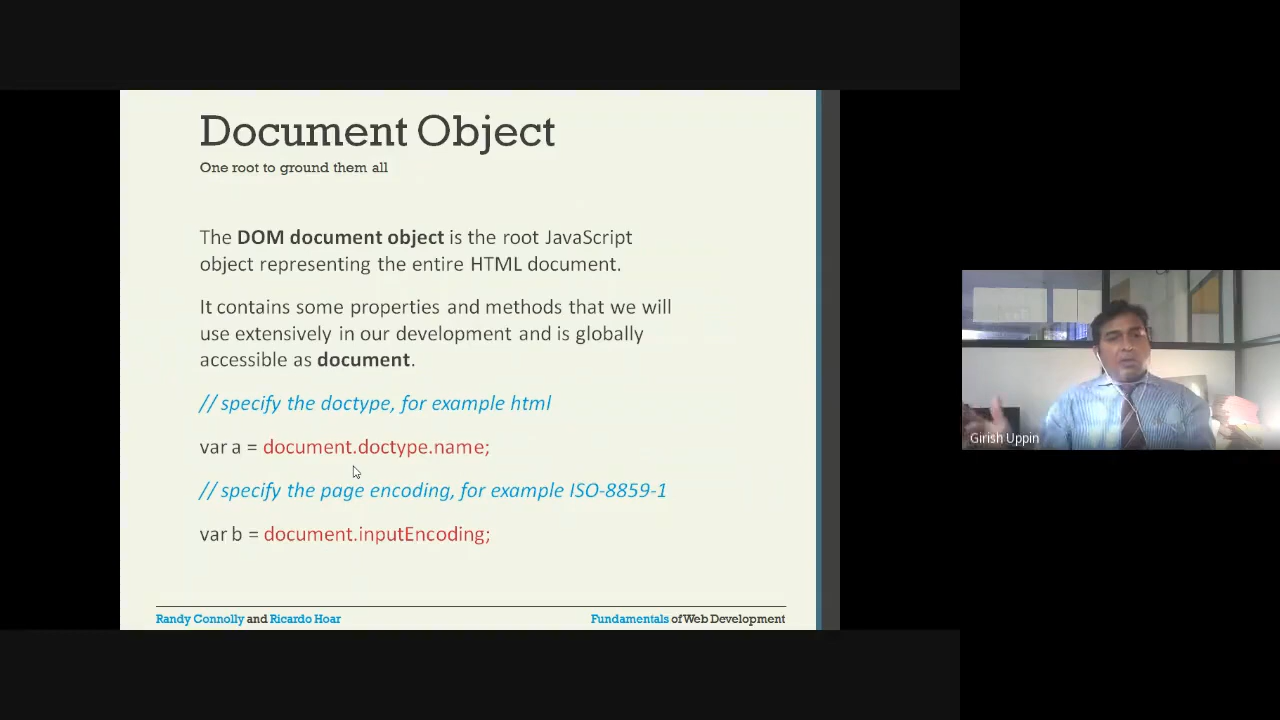 Document Object
One root to ground them all
The DOM document object is the root JavaScript
object representing the entire HTML document.
It contains some properties and methods that we will
use extensively in our development and is globally
accessible as document.
// specify the doctype, for example html
var a = document.doctype.name;
// specify the page encoding, for example ISO-8859-1
var b = document.inputEncoding;
Randy Connolly and Ricardo Hoar
Fundamentals of Web Development
Girish Uppin